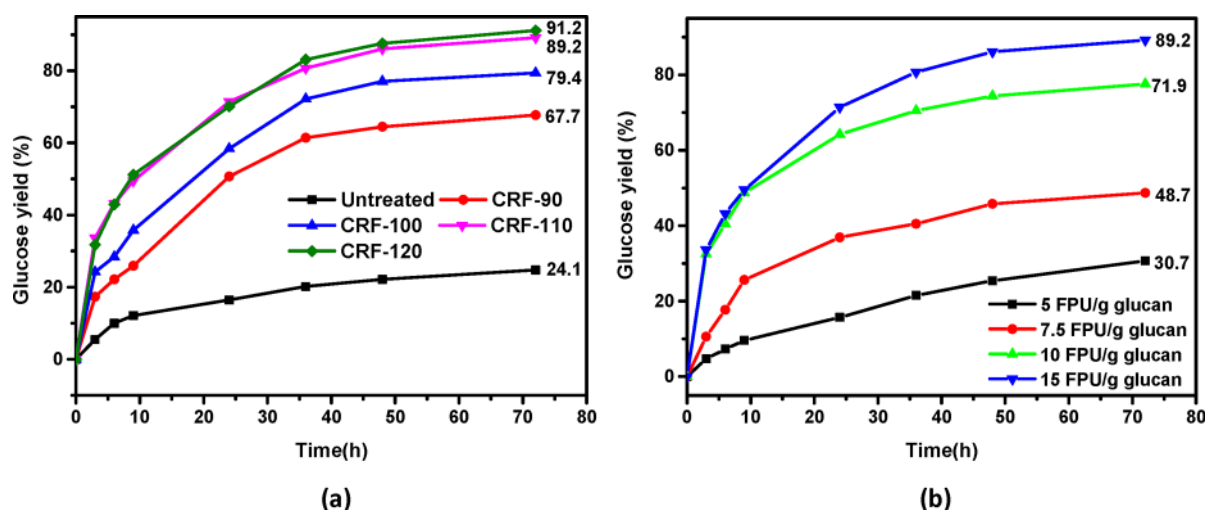 91.2
89.2
79.4
67.7
24.1
80
60
40
20
0
Glucose yield (%)
Untreated CRF-90
CRF-100 CRF-110
CRF-120
0 10 20 30 40 50 60 70 80
Time(h)
(a)
89.2
71.9
48.7
30.7
80
60
40
20
0
Glucose yield (%)
5 FPU/g glucan
7.5 FPU/g glucan
10 FPU/g glucan
15 FPU/g glucan
0 10 20 30 40 50 60 70 80
Time(h)
(b)